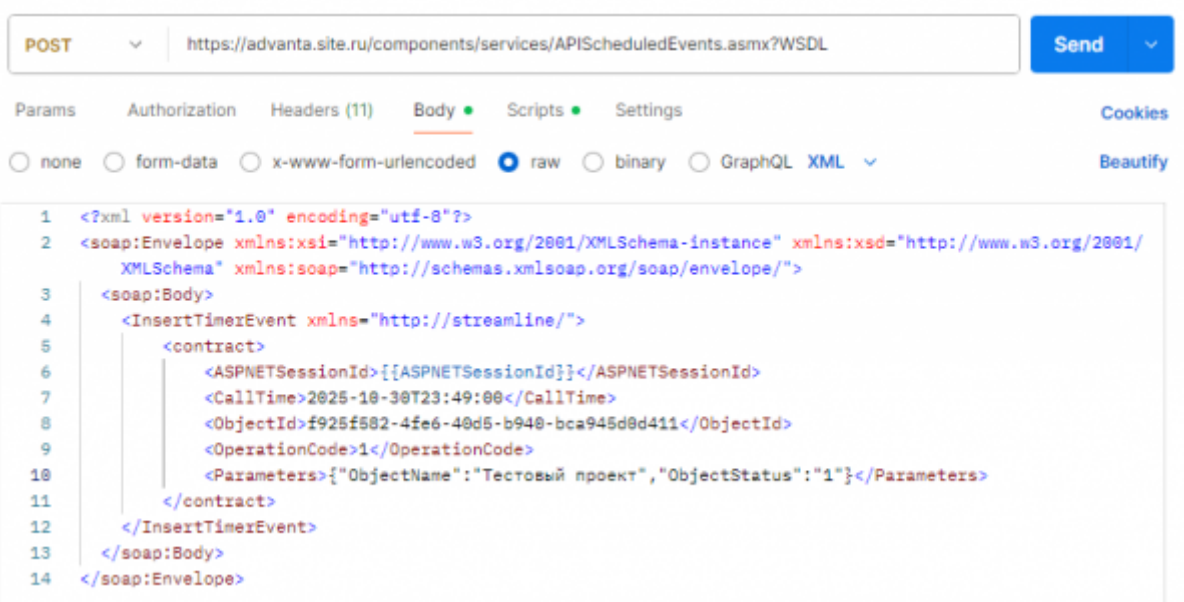 POST https://advanta.site.ru/components/services/APIScheduledEvents.asmx?WSDL Send
Params Authorization Headers (11) Body Scripts Settings Cookies
none form-data x-www-form-urlencoded raw binary GraphQL XML Beautify
1 <?xml version="1.0" encoding="utf-8"?>
2 <soap:Envelope xmlns:xsi="http://www.w3.org/2001/XMLSchema-instance" xmlns:xsd="http://www.w3.org/2001/
XMLSchema" xmlns:soap="http://schemas.xmlsoap.org/soap/envelope/">
3 <soap:Body>
4 <InsertTimerEvent xmlns="http://streamline/">
5 <contract>
6 <ASPNETSessionId>{{ASPNETSessionId}}</ASPNETSessionId>
7 <CallTime>2025-10-30T23:49:00</CallTime>
8 <ObjectId>f925f582-4fe6-40d5-b940-bca945d0d411</ObjectId>
9 <OperationCode>1</OperationCode>
10 <Parameters>{"ObjectName":"Тестовый проект","ObjectStatus":"1"}</Parameters>
11 </contract>
12 </InsertTimerEvent>
13 </soap:Body>
14 </soap:Envelope>